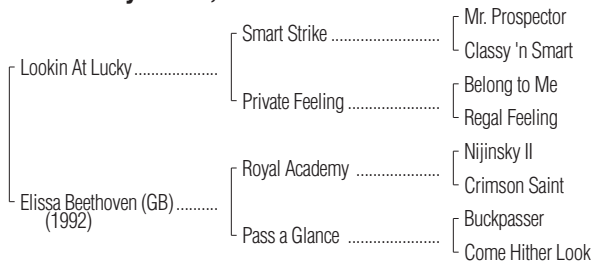 Mr. Prospector
Smart Strike ........................
Classy 'n Smart
Lookin At Lucky ...................
Belong to Me
Private Feeling .....................
Regal Feeling
Nijinsky II
Royal Academy ...................
Crimson Saint
Elissa Beethoven (GB) ..........
(1992)
Buckpasser
Pass a Glance .....................
Come Hither Look